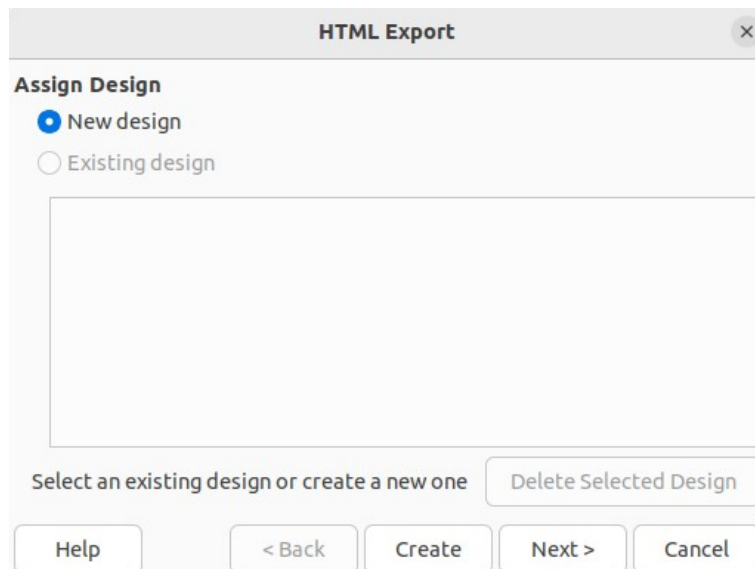 HTML Export
Assign Design
New design
Existing design
Select an existing design or create a new one
Delete Selected Design
Help
< Back
Create
Next >
Cancel